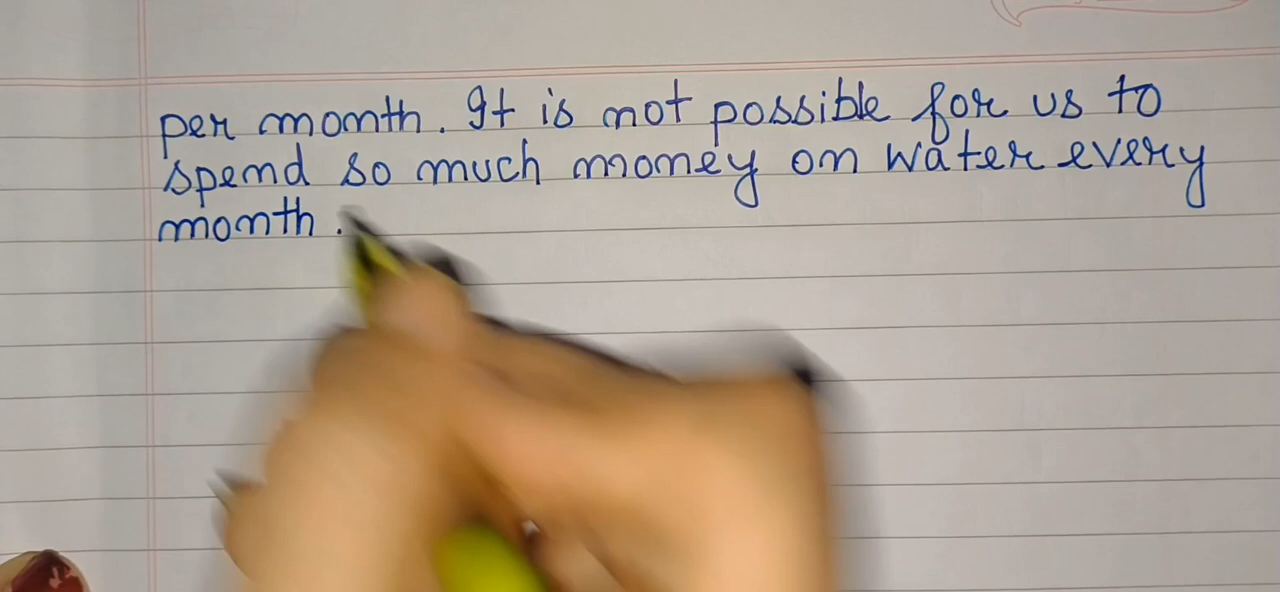 per month. It is not possible for us to
spend so much money on water every
month.